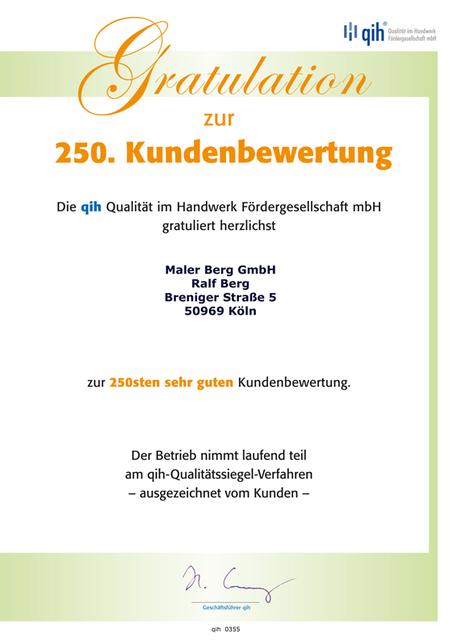 qih® Qualität im Handwerk
Fördergesellschaft mbH
Gratulation
zur
250. Kundenbewertung
Die qih Qualität im Handwerk Fördergesellschaft mbH
gratuliert herzlichst
Maler Berg GmbH
Ralf Berg
Breniger Straße 5
50969 Köln
zur 250sten sehr guten Kundenbewertung.
Der Betrieb nimmt laufend teil
am qih-Qualitätssiegel-Verfahren
– ausgezeichnet vom Kunden –
Geschäftsführer qih
qih 0355